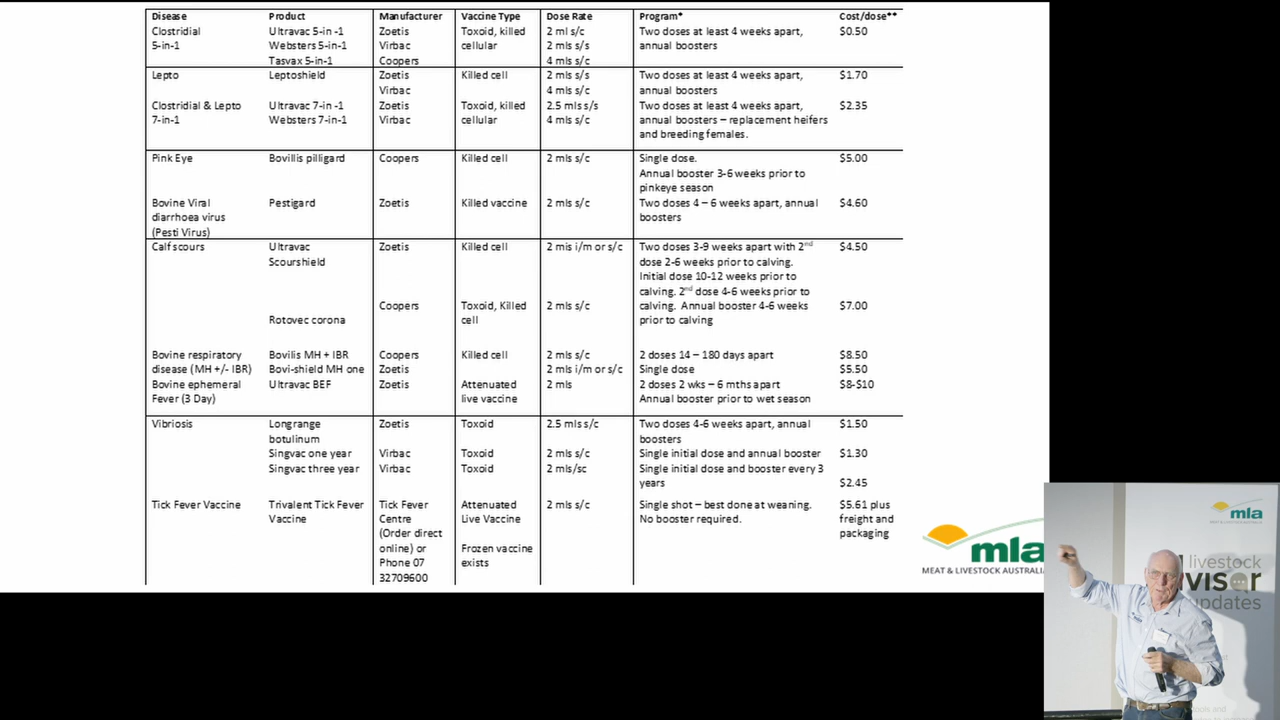 Disease Product Manufacturer Vaccine Type Dose Rate Program* Cost/dose**
Clostridial Ultravac 5-in -1 Zoetis Toxoid, killed 2 ml s/c Two doses at least 4 weeks apart, $0.50
5-in-1 Websters 5-in-1 Virbac cellular 2 mls s/s annual boosters
Tasvax 5-in-1 Coopers 4 mls s/c
Lepto Leptoshield Zoetis Killed cell 2 mls s/s Two doses at least 4 weeks apart, $1.70
Virbac 4 mls s/c annual boosters
Clostridial & Lepto Ultravac 7-in -1 Zoetis Toxoid, killed 2.5 mls s/s Two doses at least 4 weeks apart, $2.35
7-in-1 Websters 7-in-1 Virbac cellular 4 mls s/c annual boosters – replacement heifers
and breeding females.
Pink Eye Bovillis pilligard Coopers Killed cell 2 mls s/c Single dose. $5.00
Annual booster 3-6 weeks prior to
pinkeye season
Bovine Viral Pestigard Zoetis Killed vaccine 2 mls s/c Two doses 4 – 6 weeks apart, annual $4.60
diarrhoea virus boosters
(Pesti Virus)
Calf scours Ultravac Zoetis Killed cell 2 mls i/m or s/c Two doses 3-9 weeks apart with 2nd $4.50
Scourshield dose 2-6 weeks prior to calving.
Initial dose 10-12 weeks prior to
calving. 2nd dose 4-6 weeks prior to
Coopers Toxoid, Killed 2 mls s/c calving. Annual booster 4-6 weeks $7.00
Rotovec corona cell prior to calving
Bovine respiratory Bovilis MH + IBR Coopers Killed cell 2 mls s/c 2 doses 14 – 180 days apart $8.50
disease (MH +/- IBR) Bovi-shield MH one Zoetis 2 mls i/m or s/c Single dose $5.50
Bovine ephemeral Ultravac BEF Zoetis Attenuated 2 mls 2 doses 2 wks – 6 mths apart $8-$10
Fever (3 Day) live vaccine Annual booster prior to wet season
Vibriosis Longrange Zoetis Toxoid 2.5 mls s/c Two doses 4-6 weeks apart, annual $1.50
botulinum boosters
Singvac one year Virbac Toxoid 2 mls s/c Single initial dose and annual booster $1.30
Singvac three year Virbac Toxoid 2 mls/sc Single initial dose and booster every 3
years $2.45
Tick Fever Vaccine Trivalent Tick Fever Tick Fever Attenuated 2 mls s/c Single shot – best done at weaning. $5.61 plus
Vaccine Centre Live Vaccine No booster required. freight and
(Order direct packaging
online) or Frozen vaccine
Phone 07 exists
32709600
mla
MEAT & LIVESTOCK AUSTRALIA
mla
MEAT & LIVESTOCK AUSTRALIA
livestock
visor
updates